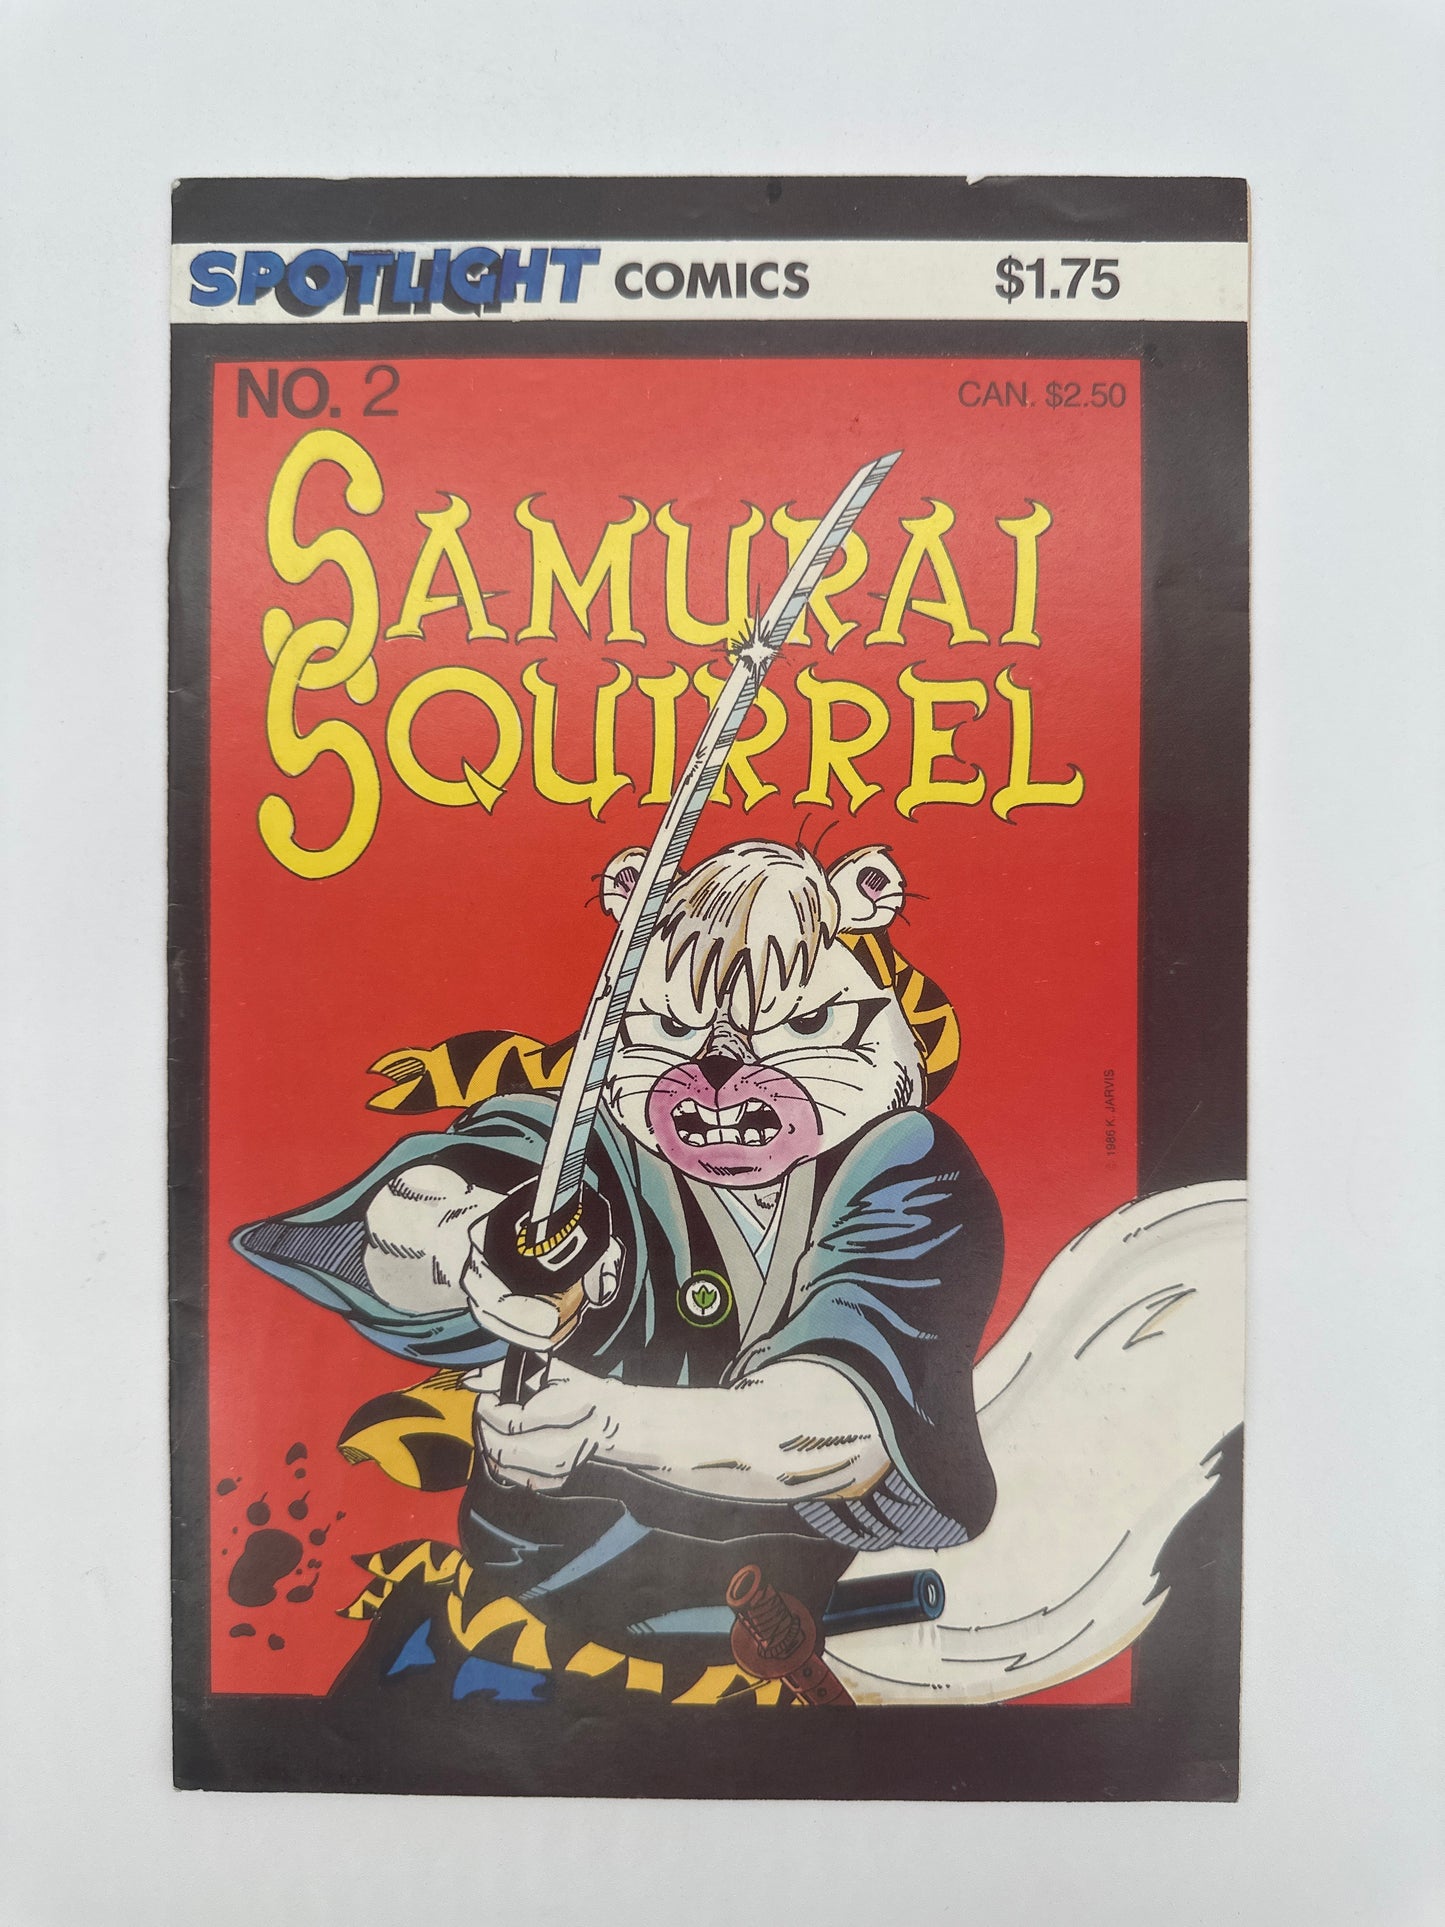 SPOTLIGHT COMICS $1.75
NO. 2 CAN. $2.50
SAMURAI
SQUIRREL
© 1986 K. JARVIS